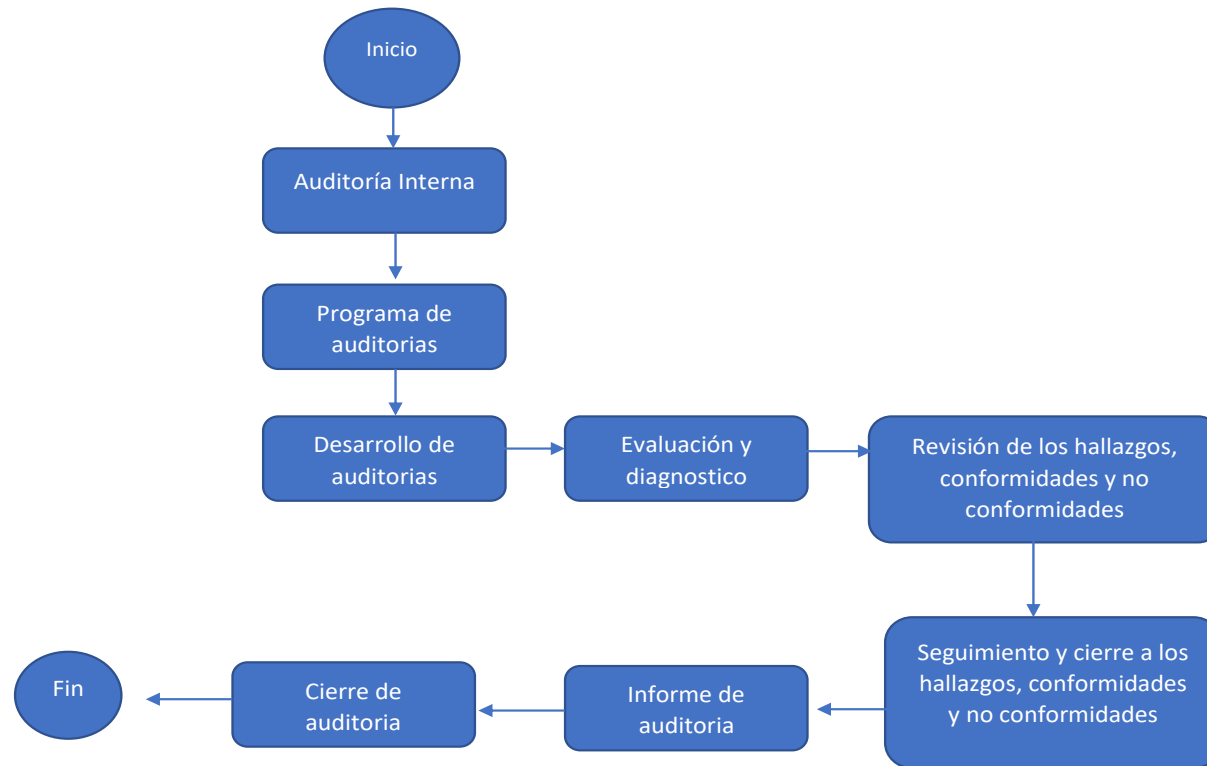 Inicio
Auditoría Interna
Programa de
auditorias
Desarrollo de
auditorias
Evaluación y
diagnostico
Revisión de los hallazgos,
conformidades y no
conformidades
Seguimiento y cierre a los
hallazgos, conformidades
y no conformidades
Informe de
auditoria
Cierre de
auditoria
Fin